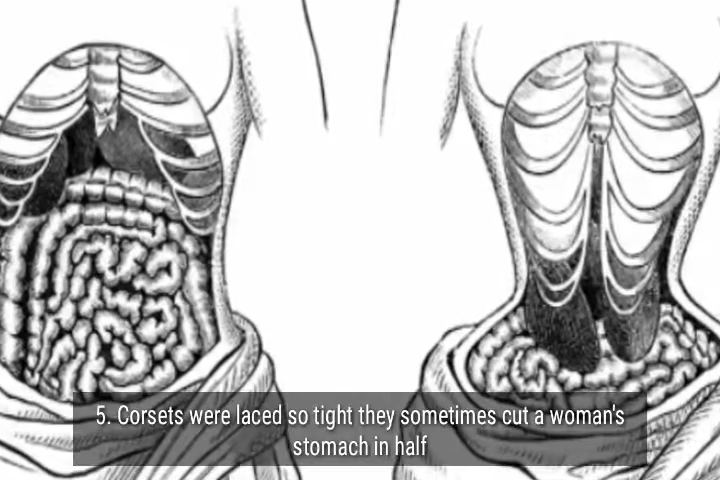 5. Corsets were laced so tight they sometimes cut a woman's
stomach in half